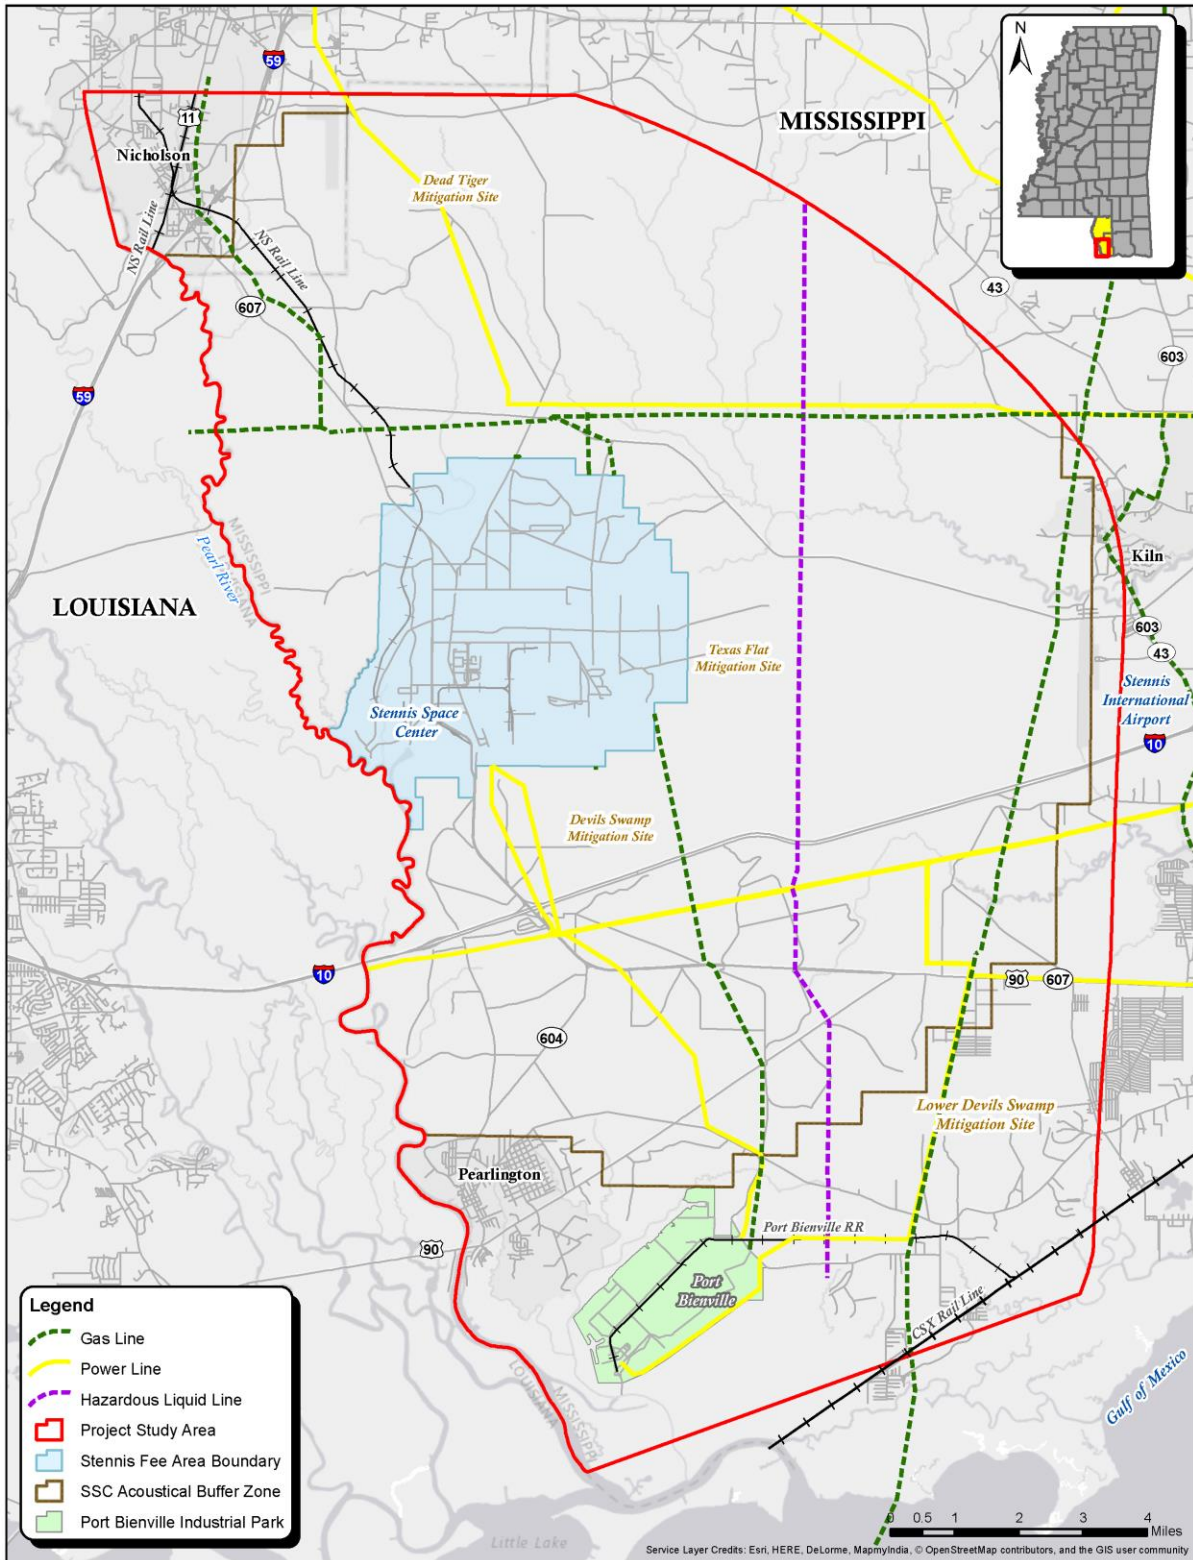 59
N
MISSISSIPPI
11
Nicholson
Dead Tiger
Mitigation Site
NS Rail Line
NS Rail Line
607
43
603
59
MISSISSIPPI
LOUISIANA
Pearl River
LOUISIANA
Kiln
603
43
Texas Flat
Mitigation Site
Stennis
International
Airport
10
Stennis Space
Center
Devils Swamp
Mitigation Site
10
90
607
604
Lower Devils Swamp
Mitigation Site
Pearlington
Port Bienville RR
90
Port
Bienville
CSX Rail Line
Gulf of Mexico
MISSISSIPPI
LOUISIANA
Legend
Gas Line
Power Line
Hazardous Liquid Line
Project Study Area
Stennis Fee Area Boundary
SSC Acoustical Buffer Zone
Port Bienville Industrial Park
0 0.5 1 2 3 4
Miles
Little Lake
Service Layer Credits: Esri, HERE, DeLorme, MapmyIndia, © OpenStreetMap contributors, and the GIS user community